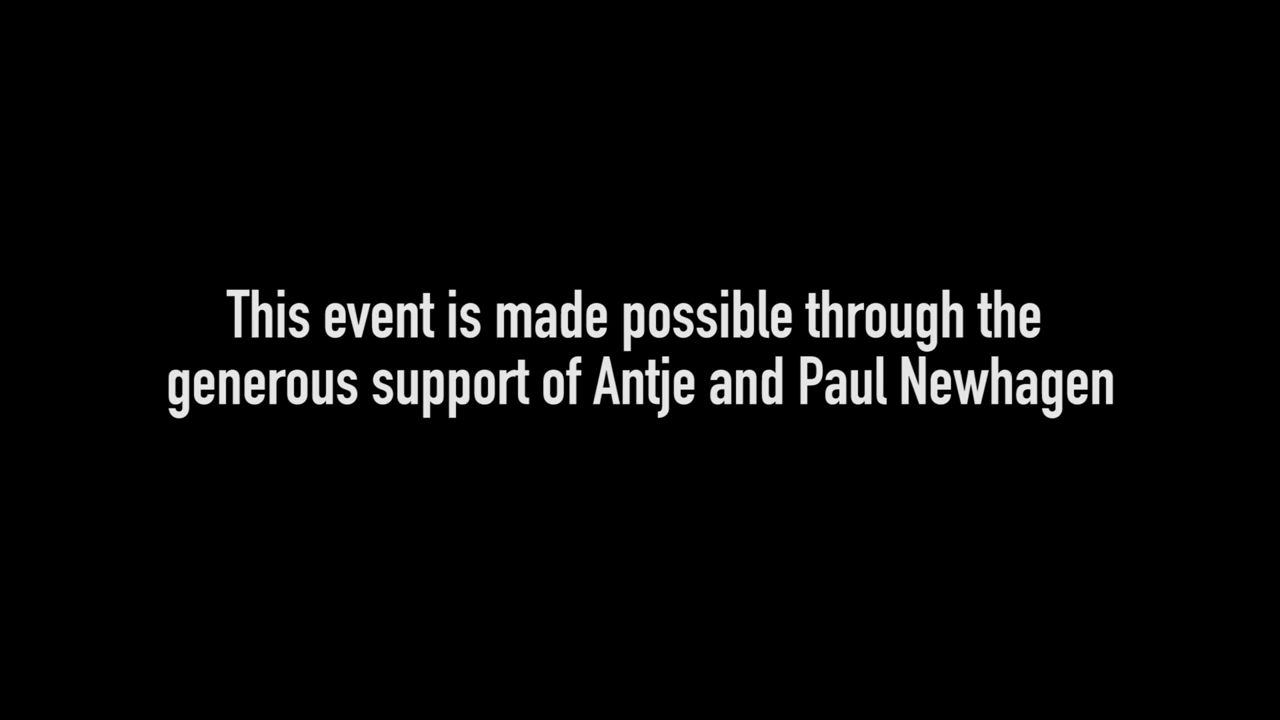 This event is made possible through the
generous support of Antje and Paul Newhagen